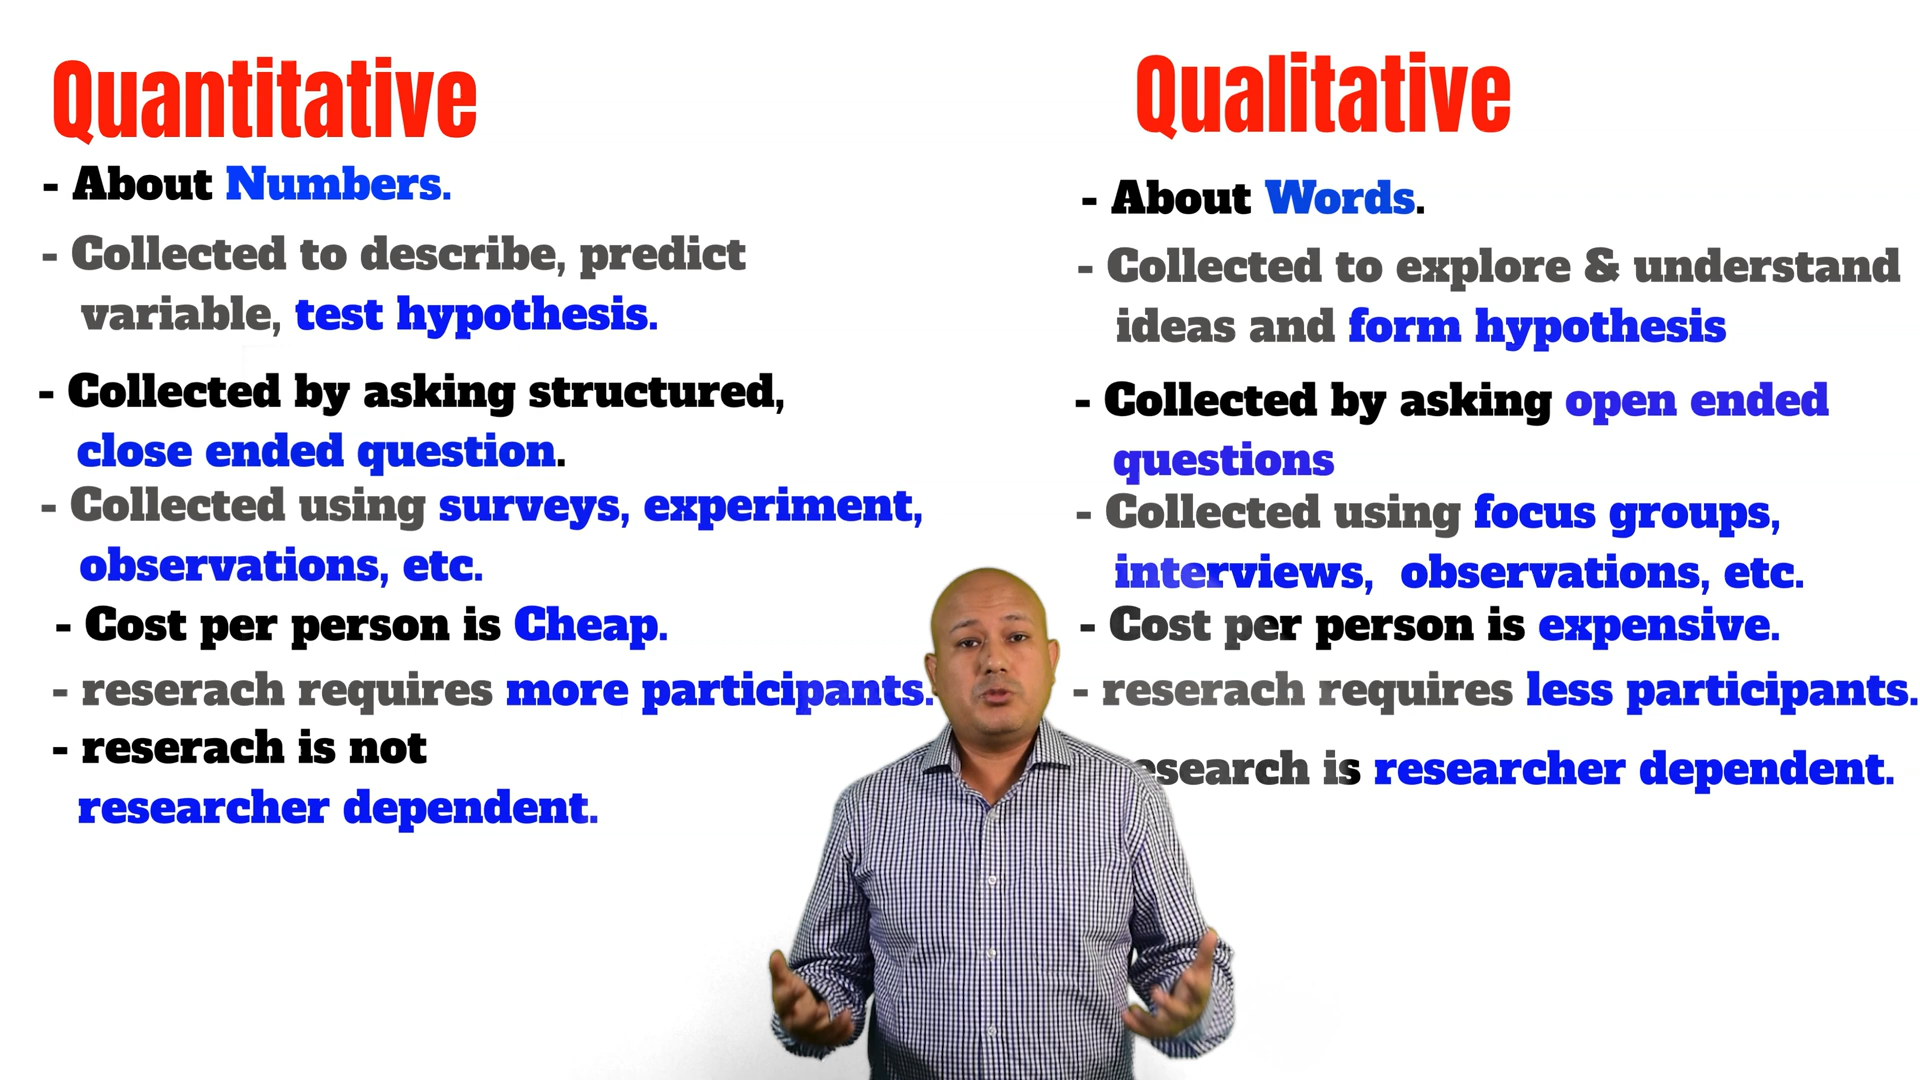 Quantitative
- About Numbers.
- Collected to describe, predict
variable, test hypothesis.
- Collected by asking structured,
close ended question.
- Collected using surveys, experiment,
observations, etc.
- Cost per person is Cheap.
- reserach requires more participants.
- reserach is not
researcher dependent.
Qualitative
- About Words.
- Collected to explore & understand
ideas and form hypothesis
- Collected by asking open ended
questions
- Collected using focus groups,
interviews, observations, etc.
- Cost per person is expensive.
- reserach requires less participants.
is researcher dependent.